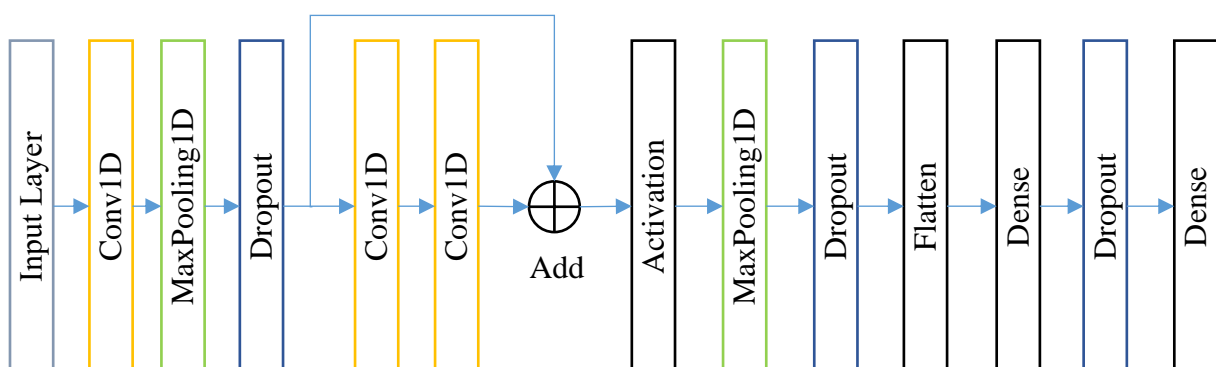 Input Layer
Conv1D
MaxPooling1D
Dropout
Conv1D
Conv1D
Add
Activation
MaxPooling1D
Dropout
Flatten
Dense
Dropout
Dense